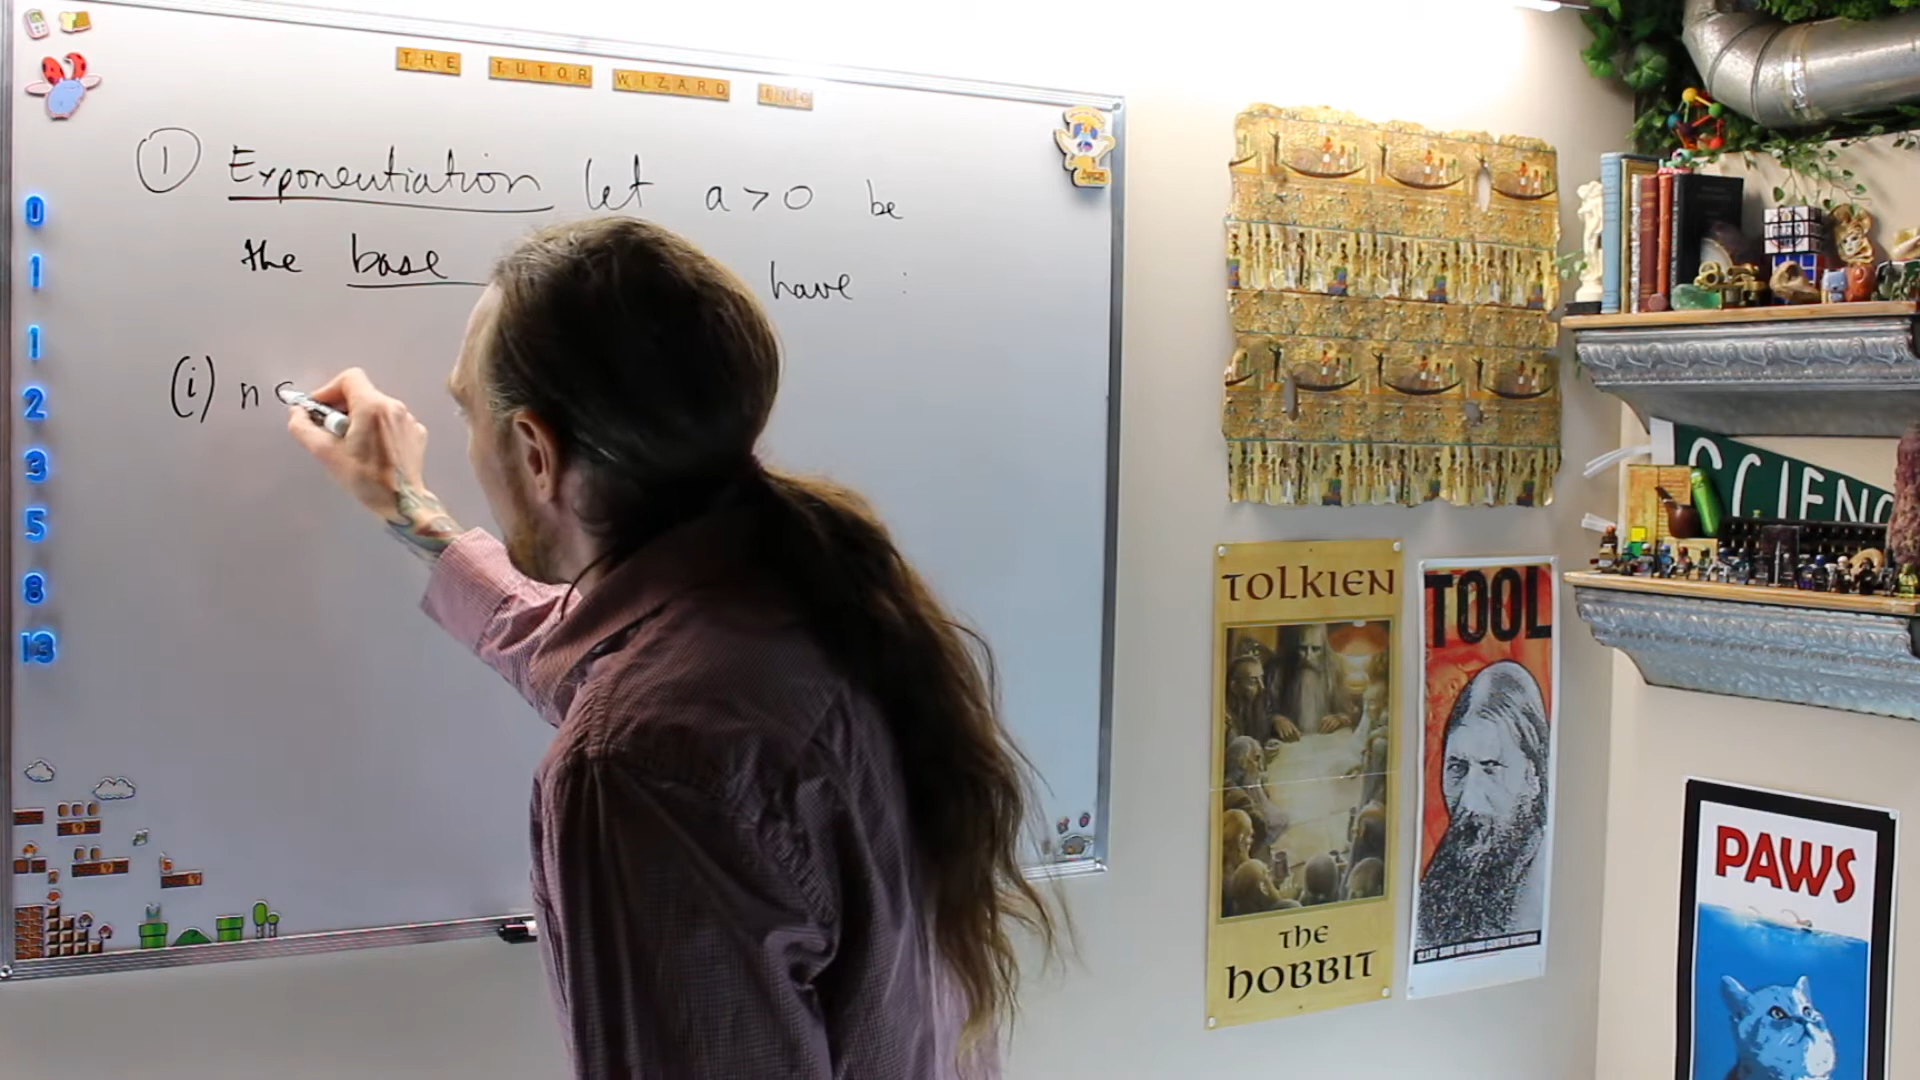 THE TUTOR WIZARD INC
① Exponentiation let a > 0 be
the base have :
(i) n
0
1
1
2
3
5
8
13
SCIENC
TOLKIEN
THE
HOBBIT
TOOL
PAWS